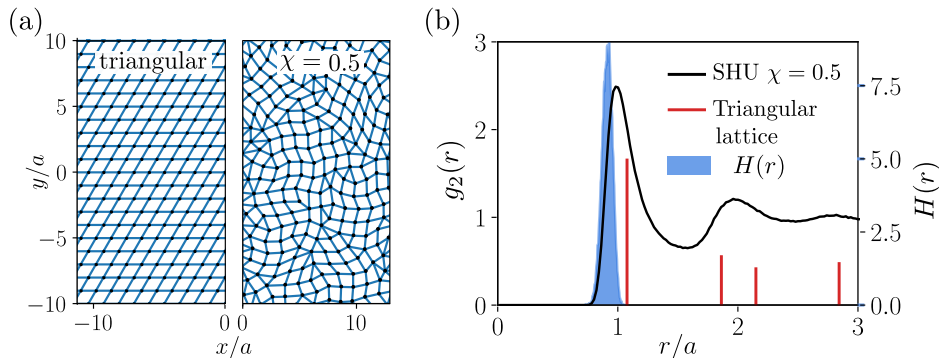 (a)
triangular
χ = 0.5
10
5
0
−5
−10
y/a
−10
0
0
10
x/a
(b)
3
2
1
0
g₂(r)
SHU χ = 0.5
Triangular
lattice
H(r)
7.5
5.0
2.5
0.0
H(r)
0
1
2
3
r/a